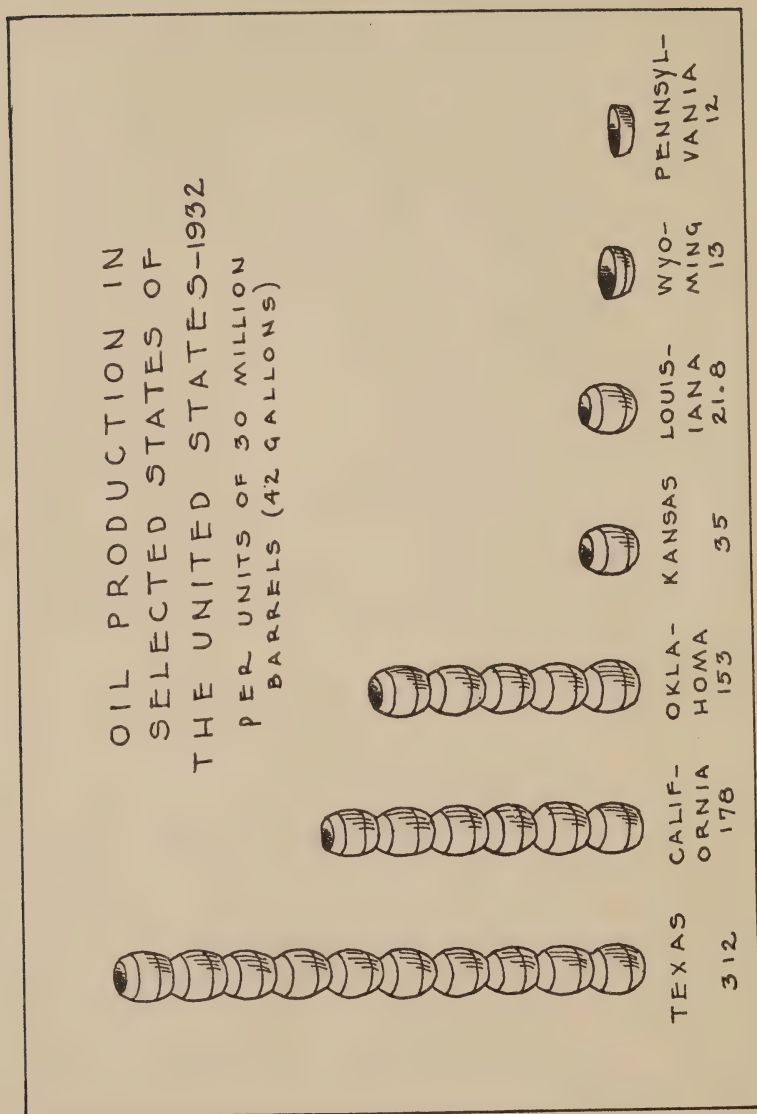 OIL PRODUCTION IN
SELECTED STATES OF
THE UNITED STATES-1932
PER UNITS OF 30 MILLION
BARRELS (42 GALLONS)
TEXAS
312
CALIF-
ORNIA
178
OKLA-
HOMA
153
KANSAS
35
LOUIS-
IANA
21.8
WYO-
MING
13
PENNSYL-
VANIA
12